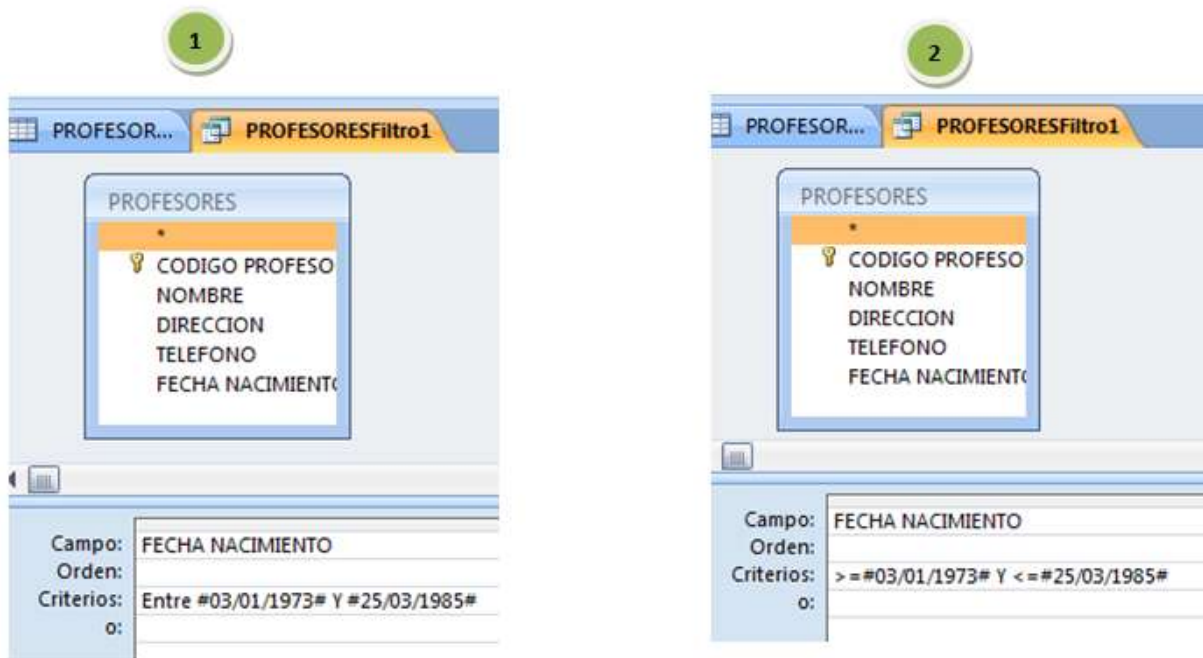 1
PROFESOR...
PROFESORESFiltro1
PROFESORES
*
CODIGO PROFESO
NOMBRE
DIRECCION
TELEFONO
FECHA NACIMIENT
Campo: FECHA NACIMIENTO
Orden:
Criterios: Entre #03/01/1973# Y #25/03/1985#
o:
2
PROFESOR...
PROFESORESFiltro1
PROFESORES
*
CODIGO PROFESO
NOMBRE
DIRECCION
TELEFONO
FECHA NACIMIENT
Campo: FECHA NACIMIENTO
Orden:
Criterios: >=#03/01/1973# Y <=#25/03/1985#
o: